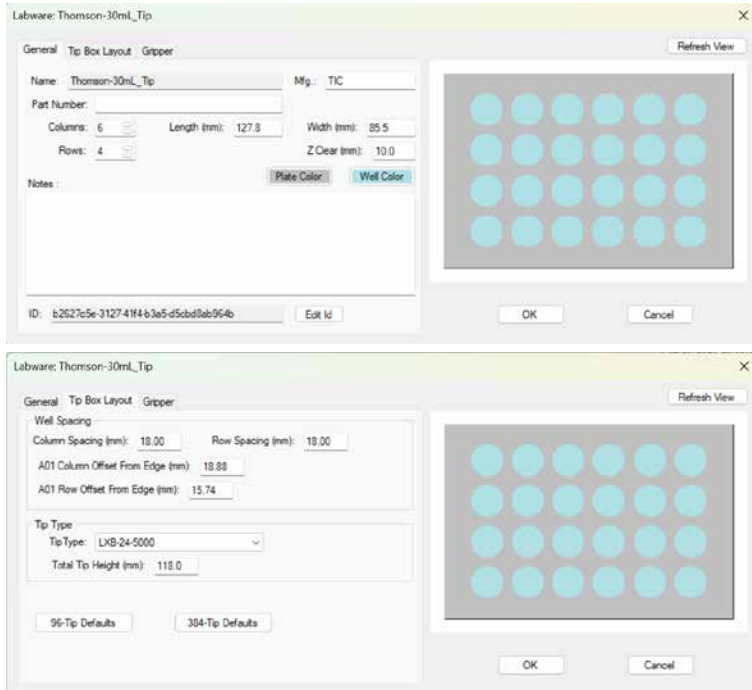 Labware: Thomson-30mL_Tip
General Tip Box Layout Gripper
Refresh View
Name: Thomson-30mL_Tip Mfg.: TIC
Part Number:
Columns: 6 Length (mm): 127.8 Width (mm): 85.5
Rows: 4 Z Clear (mm): 10.0
Plate Color Well Color
Notes :
ID: b2627c5e-3127-41f4-b3a5-d5cbd8ab964b Edit Id
OK Cancel
Labware: Thomson-30mL_Tip
General Tip Box Layout Gripper
Refresh View
Well Spacing
Column Spacing (mm): 18.00 Row Spacing (mm): 18.00
A01 Column Offset From Edge (mm): 18.88
A01 Row Offset From Edge (mm): 15.74
Tip Type
Tip Type: LXB-24-5000
Total Tip Height (mm): 118.0
96-Tip Defaults 384-Tip Defaults
OK Cancel